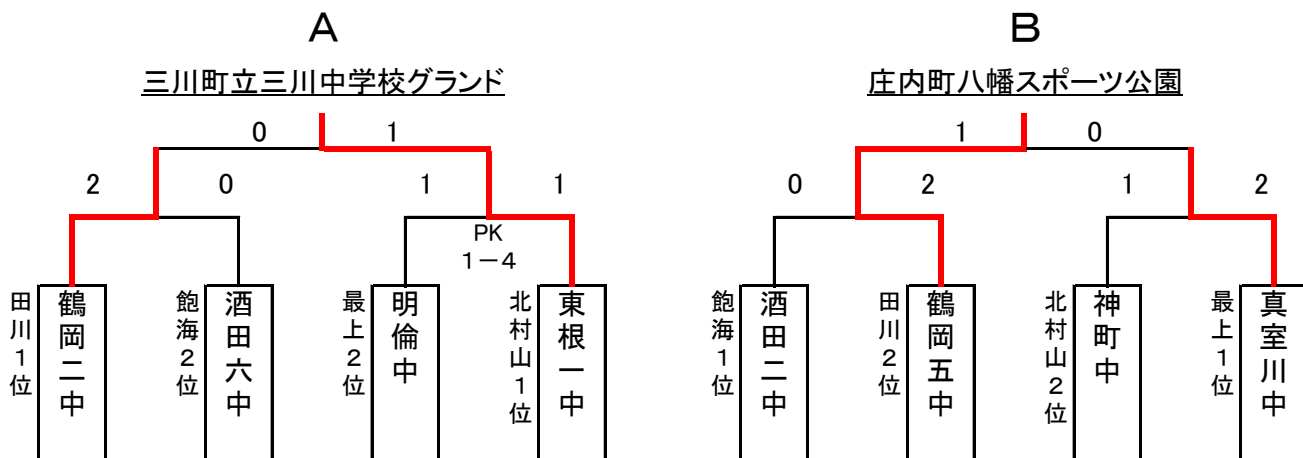 A
三川町立三川中学校グランド
0 1
2 0 1 1
PK
1－4
田川1位
鶴岡二中
飽海2位
酒田六中
最上2位
明倫中
北村山1位
東根一中
B
庄内町八幡スポーツ公園
1 0
0 2 1 2
飽海1位
酒田二中
田川2位
鶴岡五中
北村山2位
神町中
最上1位
真室川中